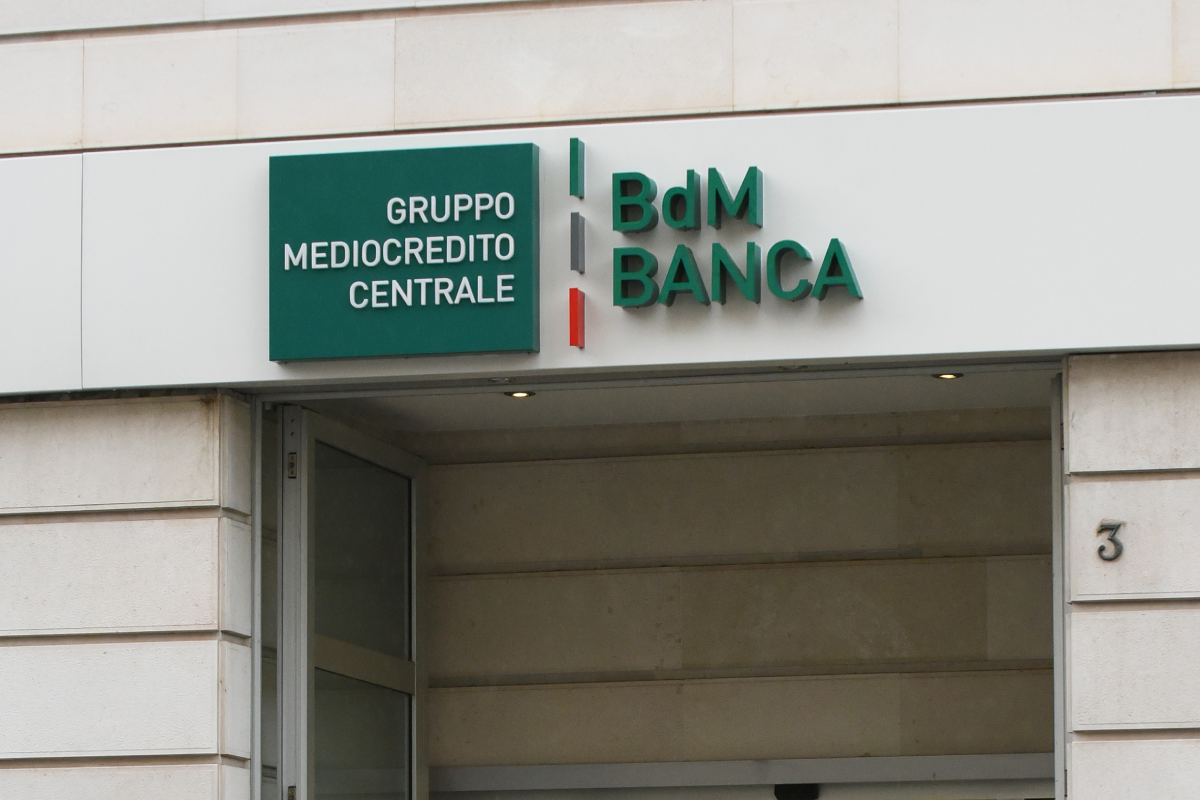 GRUPPO
MEDIOCREDITO
CENTRALE
BdM
BANCA
3